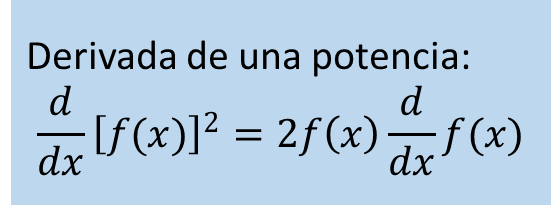 Derivada de una potencia:
d/dx [f(x)]² = 2f(x) d/dx f(x)